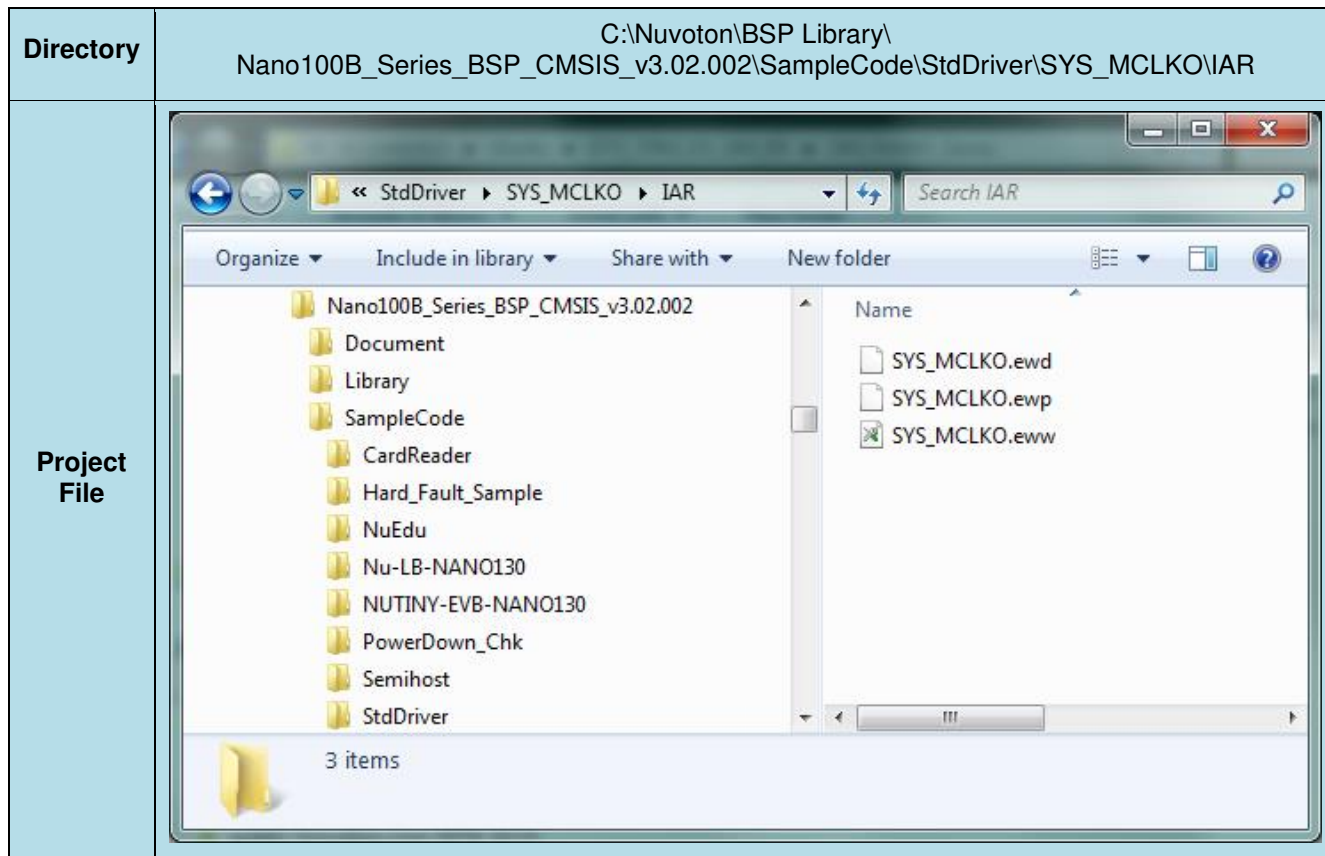 Directory
C:\Nuvoton\BSP Library\
Nano100B_Series_BSP_CMSIS_v3.02.002\SampleCode\StdDriver\SYS_MCLKO\IAR
Project
File
« StdDriver ▸ SYS_MCLKO ▸ IAR
Search IAR
Organize ▾ Include in library ▾ Share with ▾ New folder
Nano100B_Series_BSP_CMSIS_v3.02.002
Document
Library
SampleCode
CardReader
Hard_Fault_Sample
NuEdu
Nu-LB-NANO130
NUTINY-EVB-NANO130
PowerDown_Chk
Semihost
StdDriver
Name
SYS_MCLKO.ewd
SYS_MCLKO.ewp
SYS_MCLKO.eww
3 items